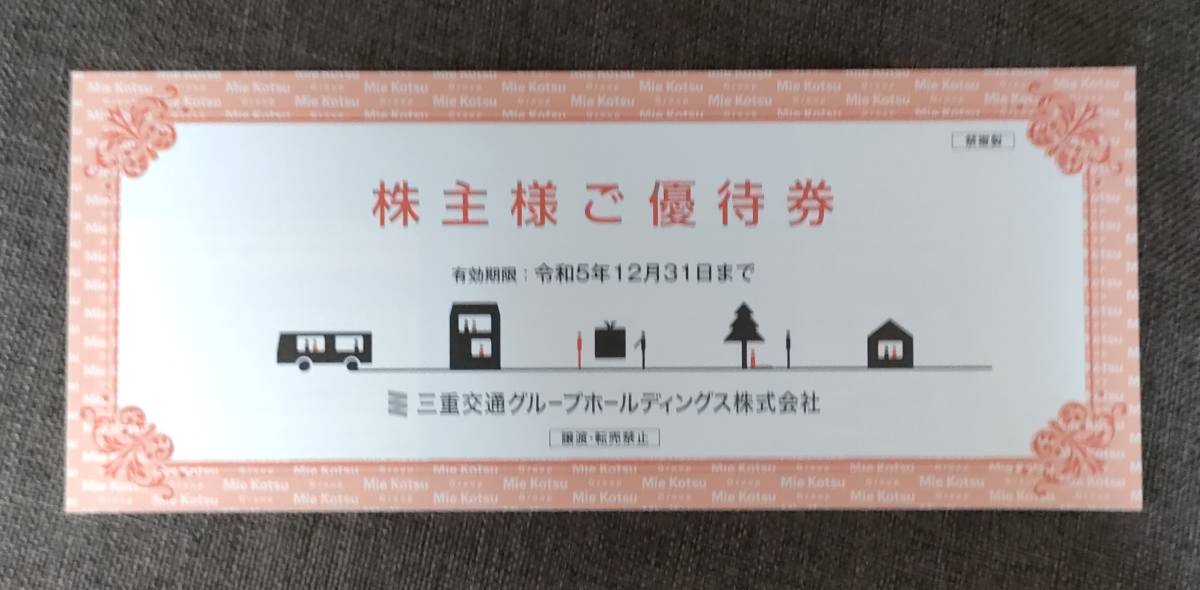 禁複製
株主様ご優待券
有効期限：令和5年12月31日まで
三重交通グループホールディングス株式会社
譲渡・転売禁止
Mie Kotsu
Group